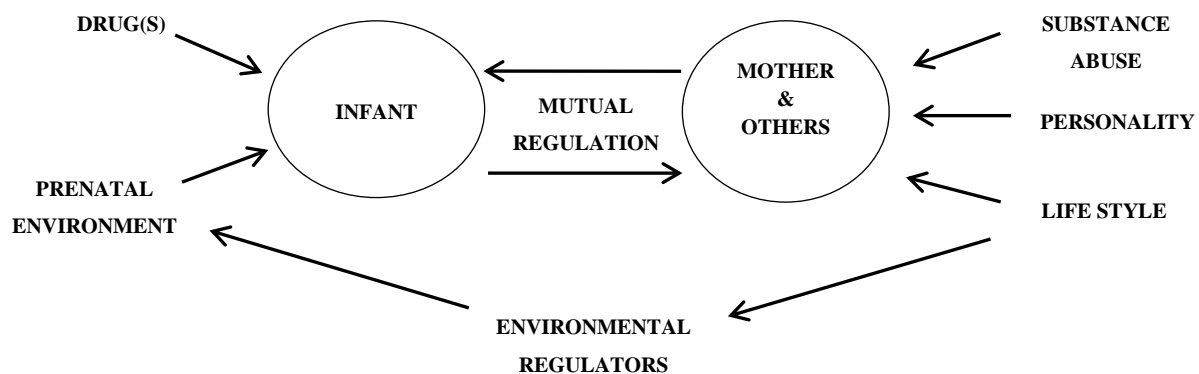 DRUG(S)
INFANT
PRENATAL
ENVIRONMENT
MUTUAL
REGULATION
MOTHER
&
OTHERS
SUBSTANCE
ABUSE
PERSONALITY
LIFE STYLE
ENVIRONMENTAL
REGULATORS